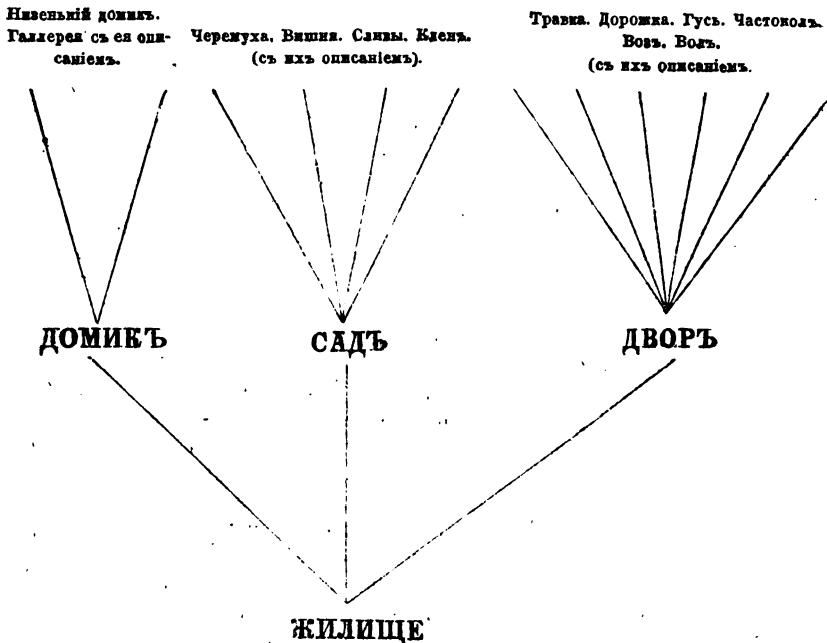 Низенькій домикъ.
Галлерея съ ея опи-
саніемъ.
Черемуха, Вишня. Сливы. Кленъ.
(съ ихъ описаніемъ).
Травка. Дорожка. Гусь. Частоколъ.
Возъ. Волъ.
(съ ихъ описаніемъ.
ДОМИКЪ
САДЪ
ДВОРЪ
ЖИЛИЩЕ